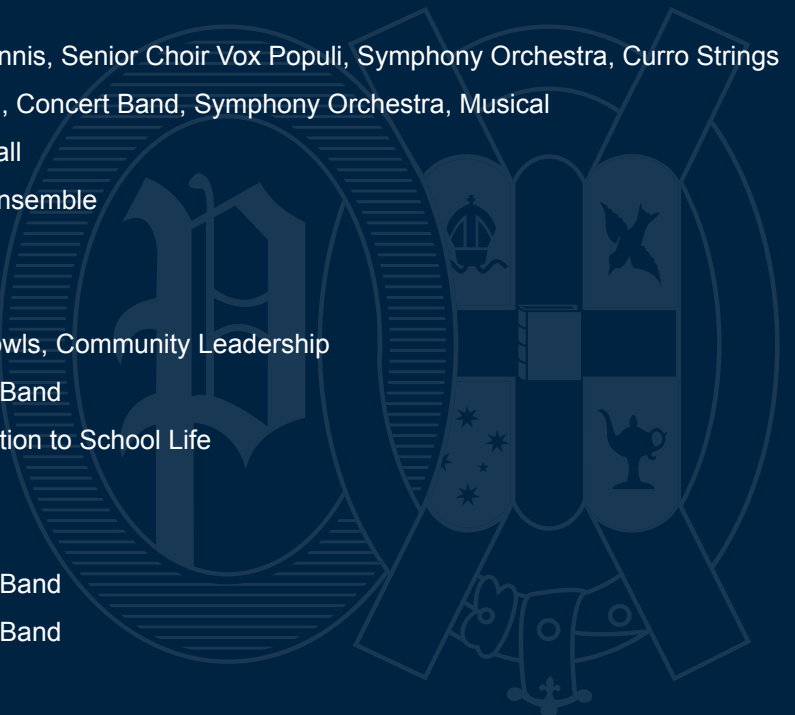 nnis, Senior Choir Vox Populi, Symphony Orchestra, Curro Strings
, Concert Band, Symphony Orchestra, Musical
all
nsemble
owls, Community Leadership
Band
tion to School Life
Band
Band